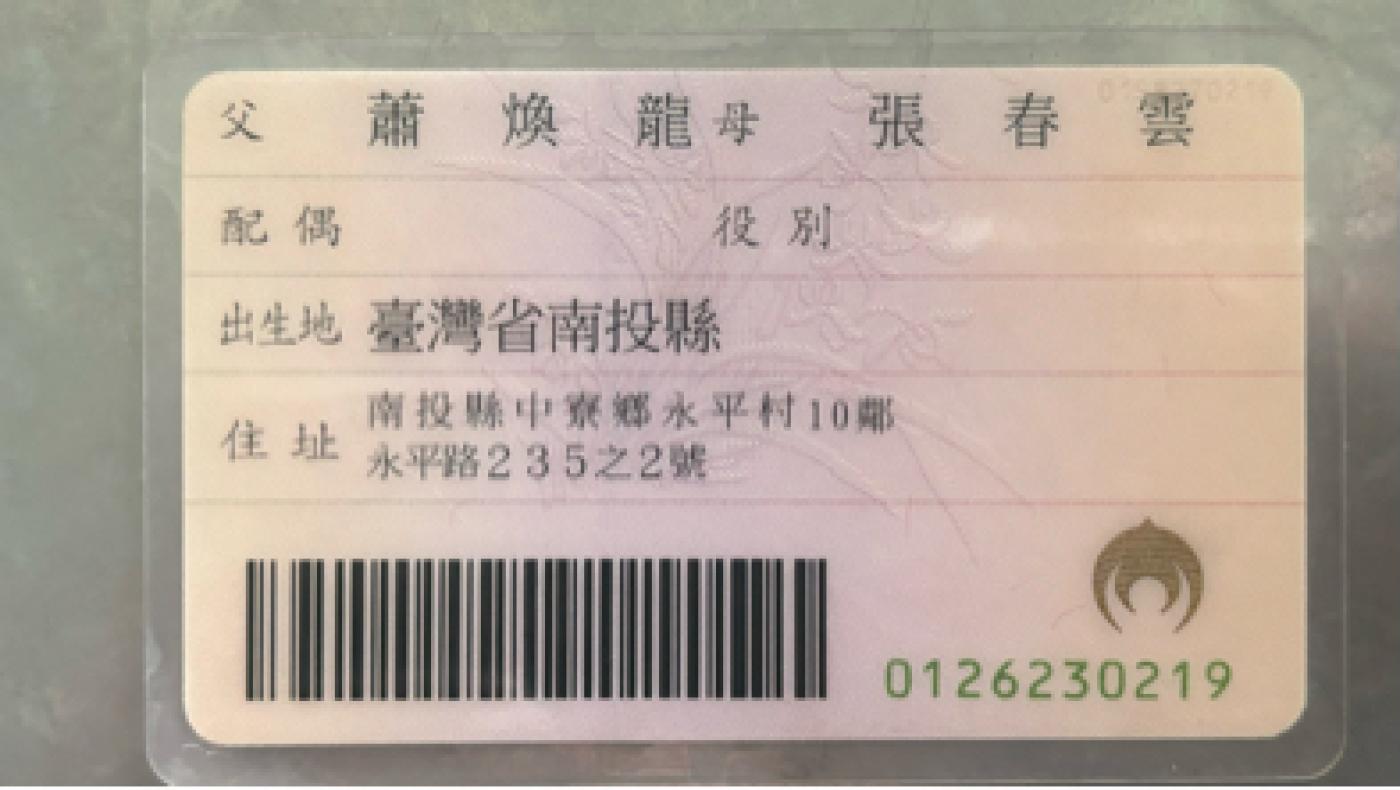 父 蕭煥龍 母 張春雲
配偶 役別
出生地 臺灣省南投縣
住址 南投縣中寮鄉永平村10鄰
永平路235之2號
0126230219